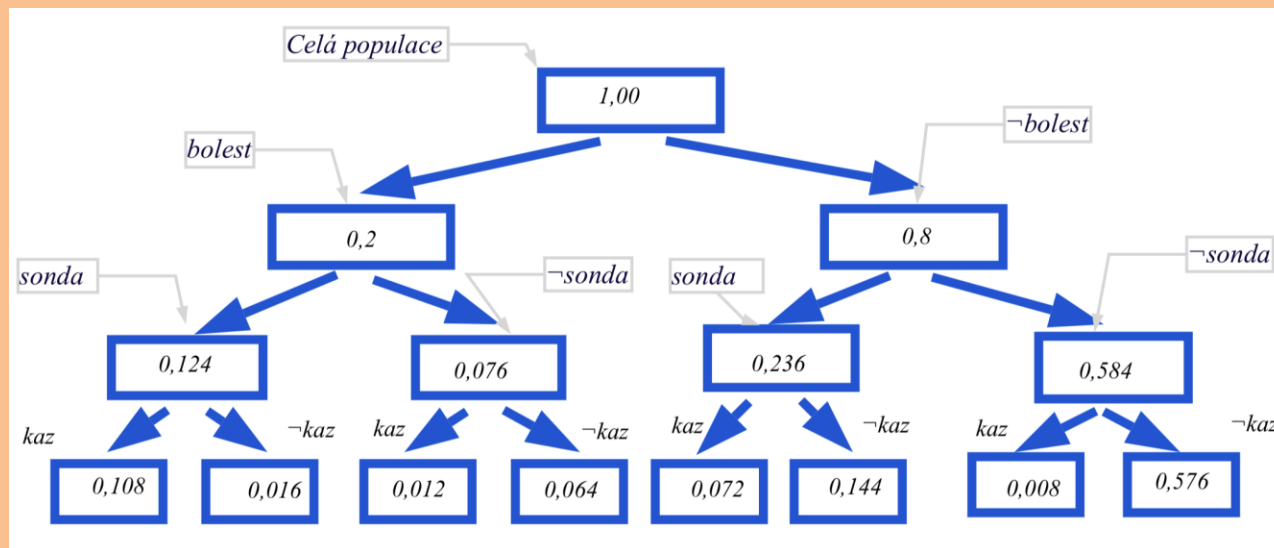 Celá populace
1,00
¬bolest
bolest
0,2
0,8
sonda
¬sonda
sonda
¬sonda
0,124
0,076
0,236
0,584
kaz
¬kaz
kaz
¬kaz
kaz
¬kaz
kaz
¬kaz
0,108
0,016
0,012
0,064
0,072
0,144
0,008
0,576